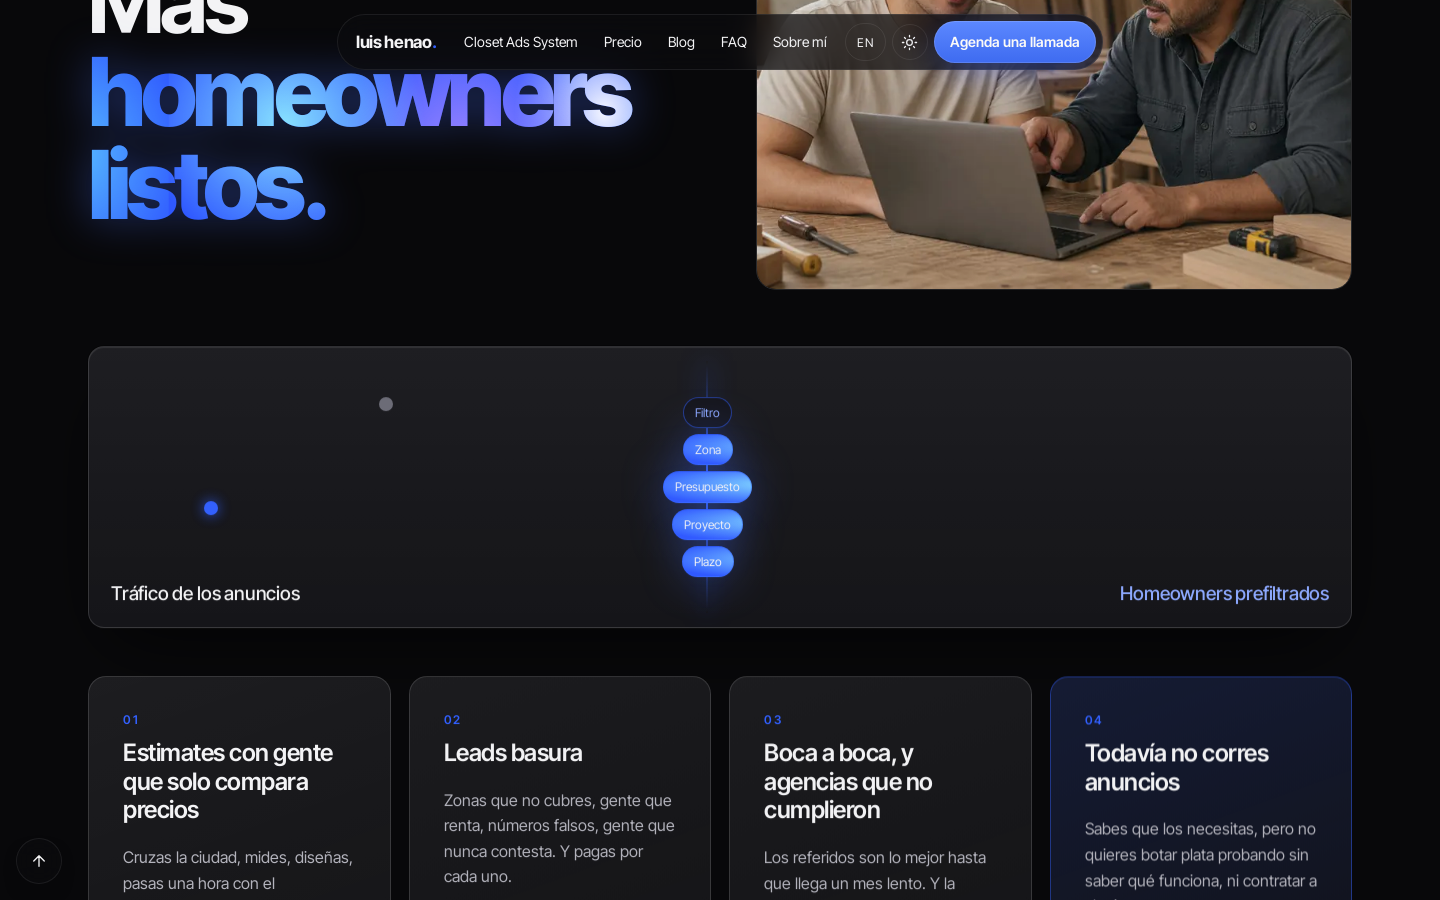 Más
homeowners
listos.
luis henao.
Closet Ads System
Precio
Blog
FAQ
Sobre mí
EN
Agenda una llamada
Filtro
Zona
Presupuesto
Proyecto
Plazo
Tráfico de los anuncios
Homeowners prefiltrados
01
Estimates con gente
que solo compara
precios
Cruzas la ciudad, mides, diseñas,
pasas una hora con el
02
Leads basura
Zonas que no cubres, gente que
renta, números falsos, gente que
nunca contesta. Y pagas por
cada uno.
03
Boca a boca, y
agencias que no
cumplieron
Los referidos son lo mejor hasta
que llega un mes lento. Y la
04
Todavía no corres
anuncios
Sabes que los necesitas, pero no
quieres botar plata probando sin
saber qué funciona, ni contratar a